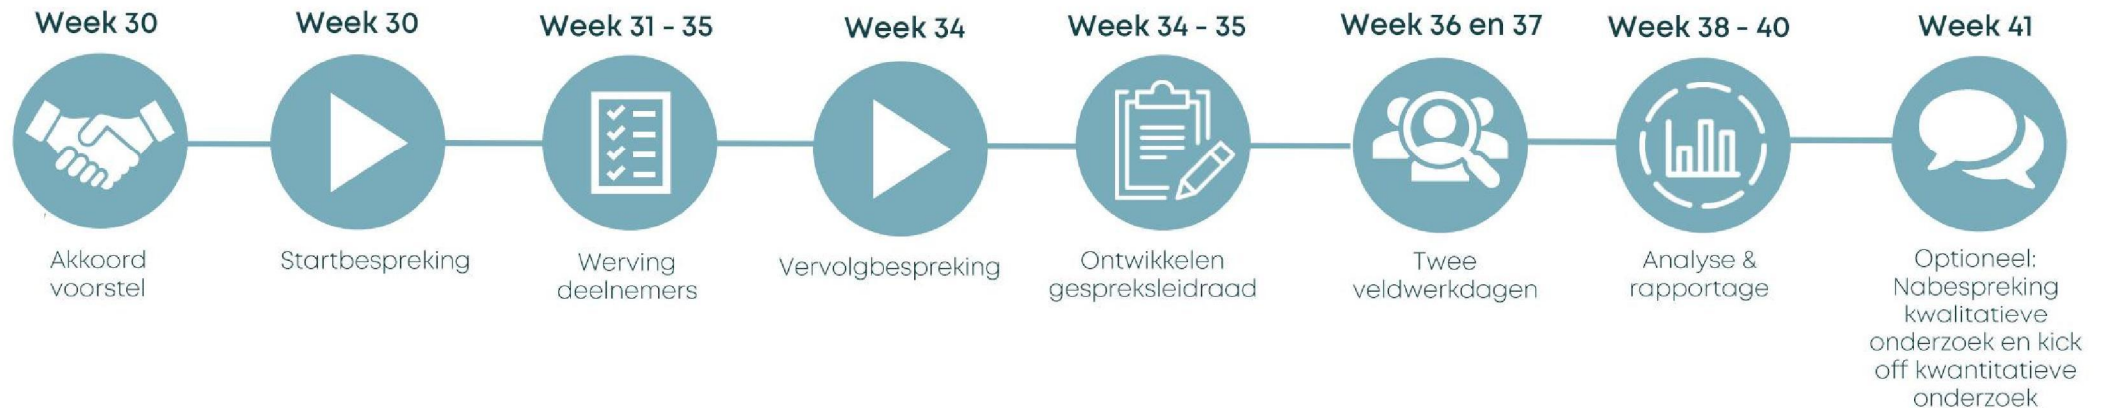 Week 30
Akkoord
voorstel
Week 30
Startbespreking
Week 31 - 35
Werving
deelnemers
Week 34
Vervolgbespreking
Week 34 - 35
Ontwikkelen
gespreksleidraad
Week 36 en 37
Twee
veldwerkdagen
Week 38 - 40
Analyse &
rapportage
Week 41
Optioneel:
Nabespreking
kwalitatieve
onderzoek en kick
off kwantitatieve
onderzoek